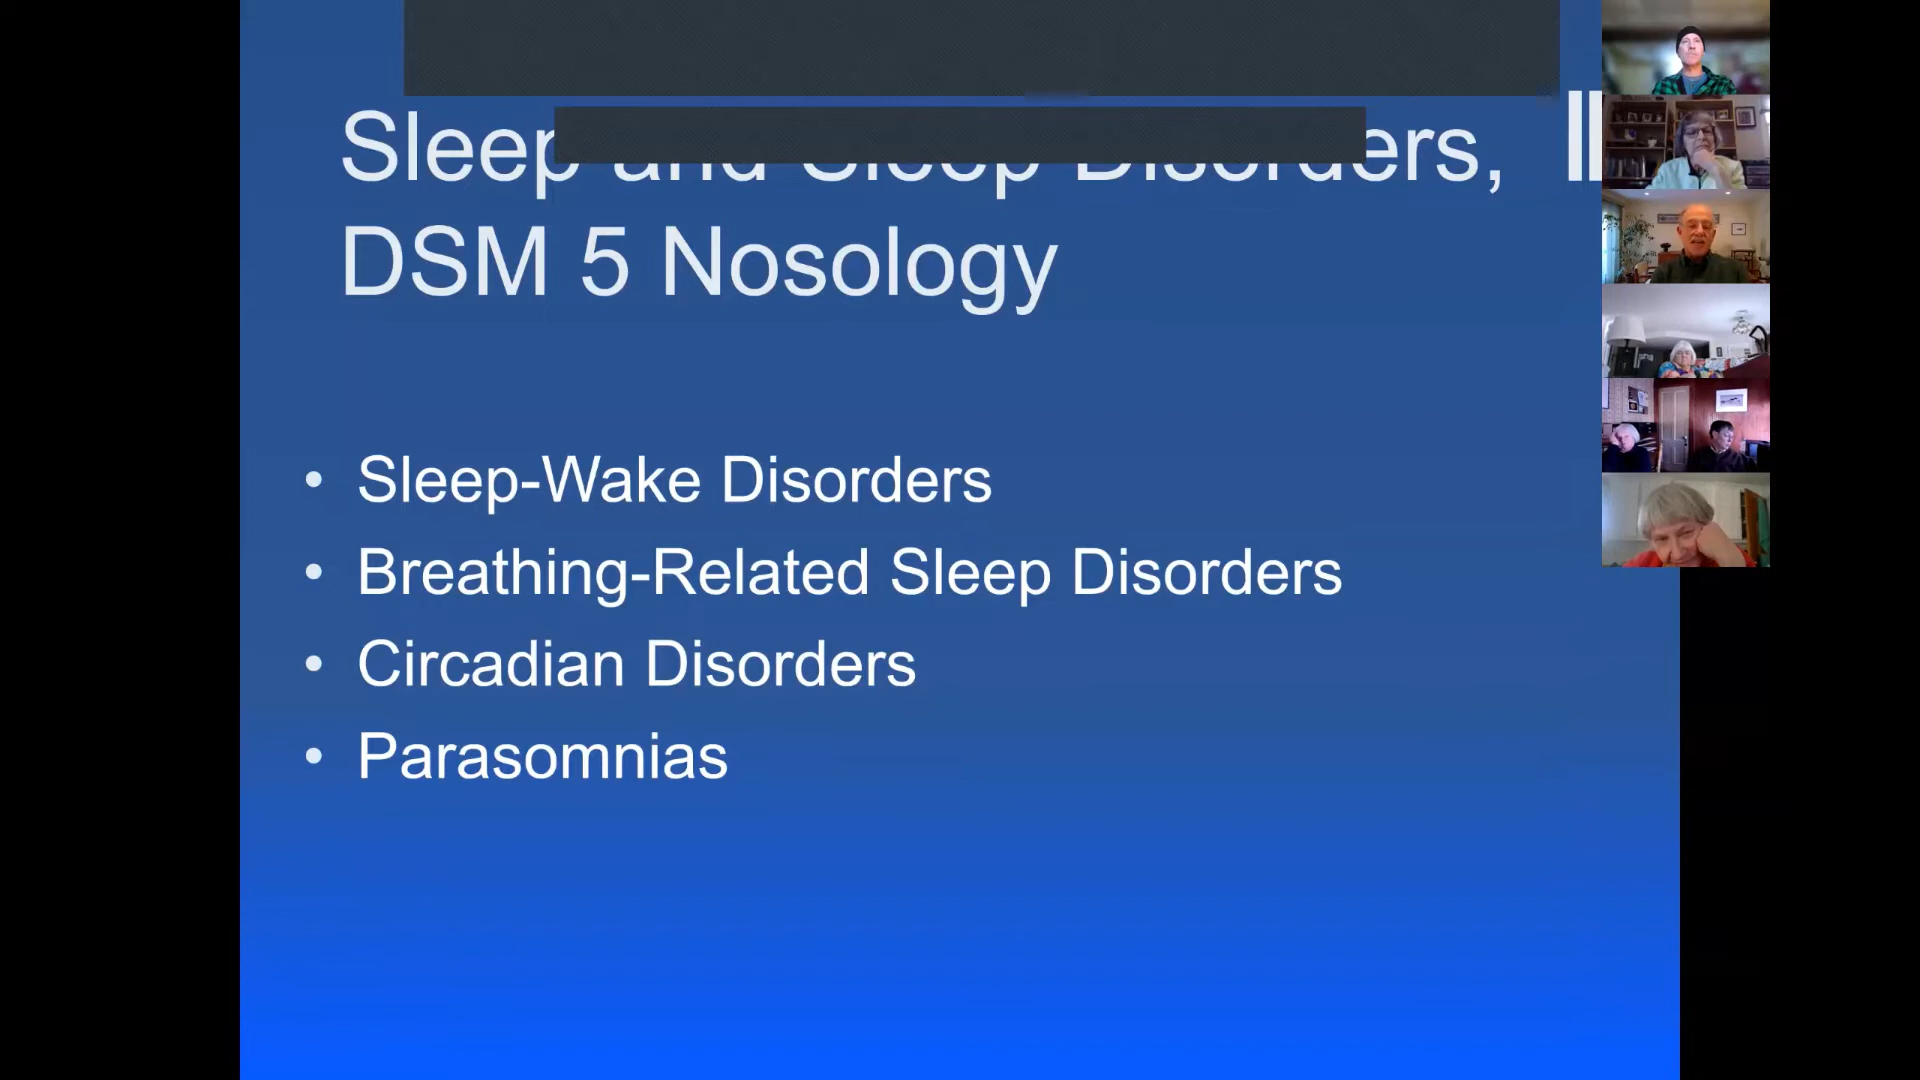 Sleep and Sleep Disorders, II
DSM 5 Nosology
• Sleep-Wake Disorders
• Breathing-Related Sleep Disorders
• Circadian Disorders
• Parasomnias